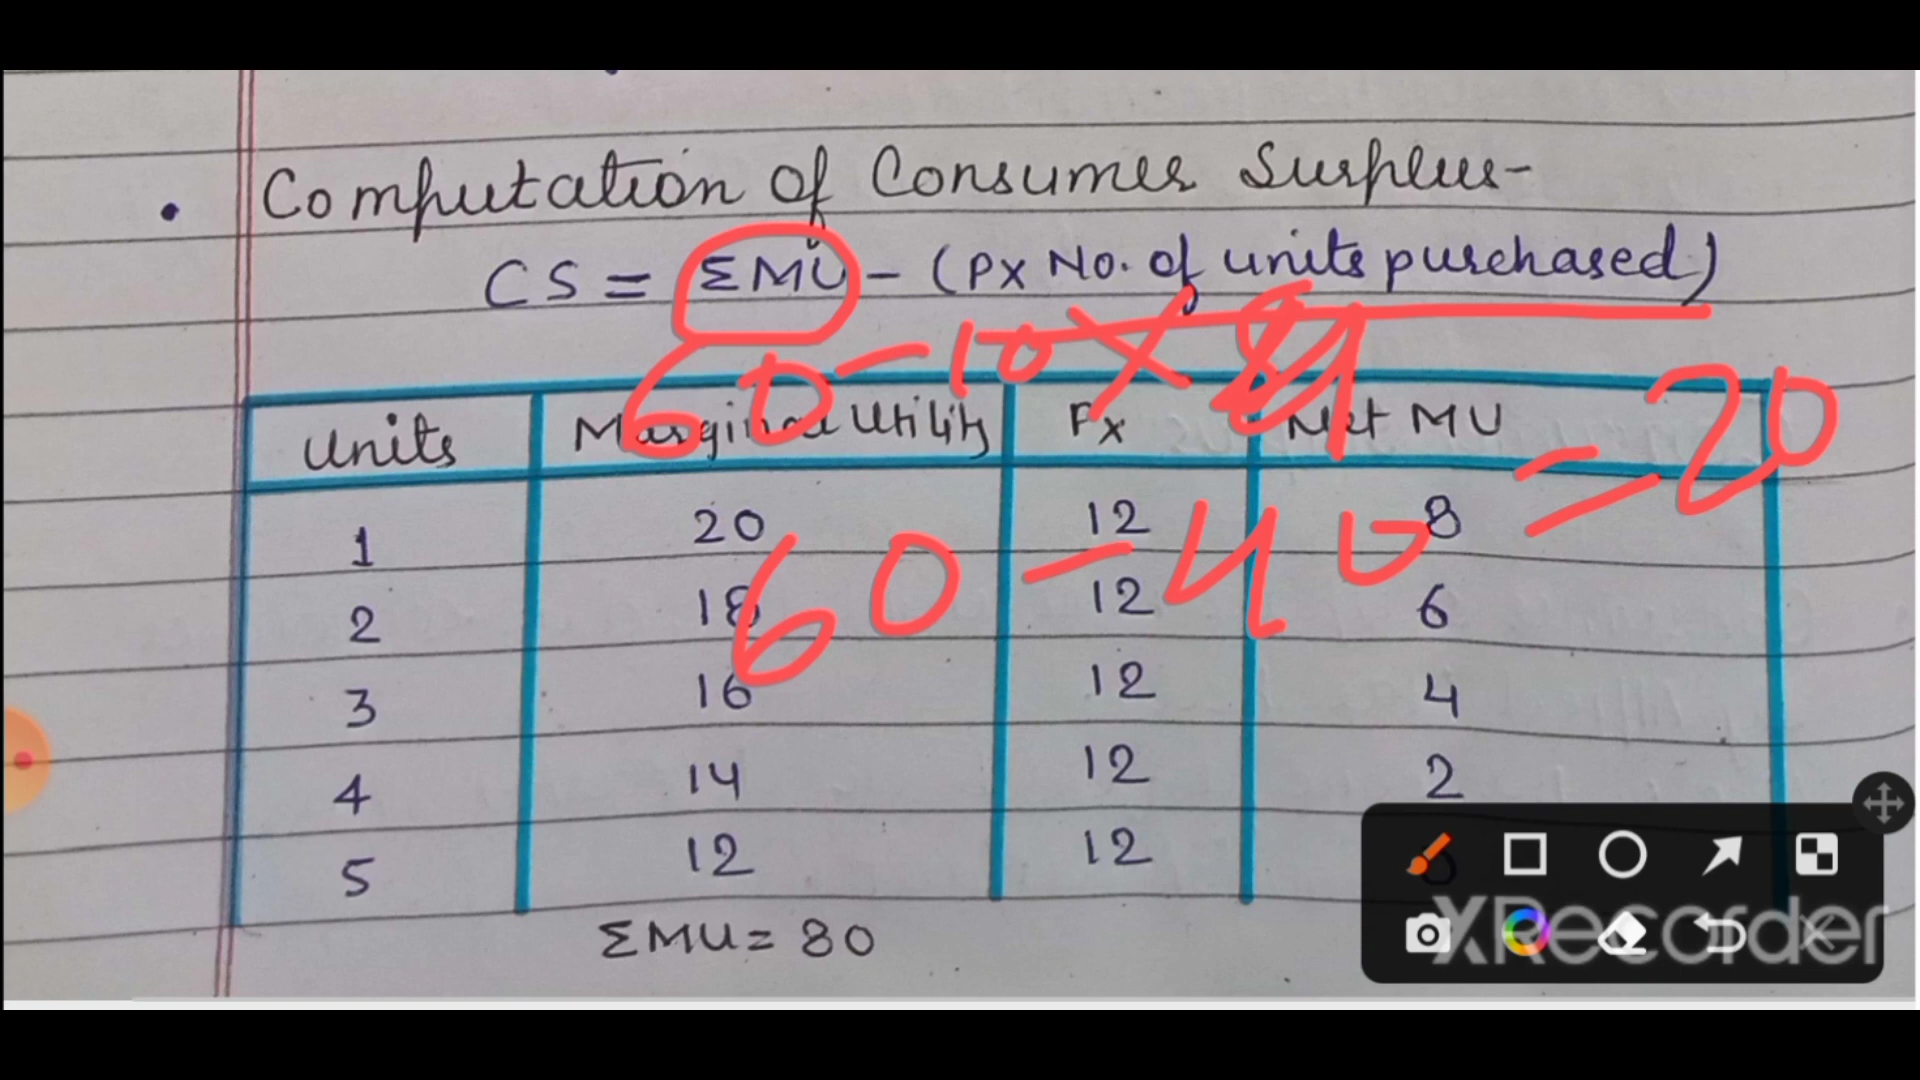 Computation of Consumer Surplus-
CS = ΣMU - (P× No. of units purchased)
60 - 10 × 4 = 20
Units Marginal Utility Px Net MU
1 20 12 8
60 - 40
2 18 12 6
3 16 12 4
4 14 12 2
5 12 12
ΣMU = 80
XRecorder